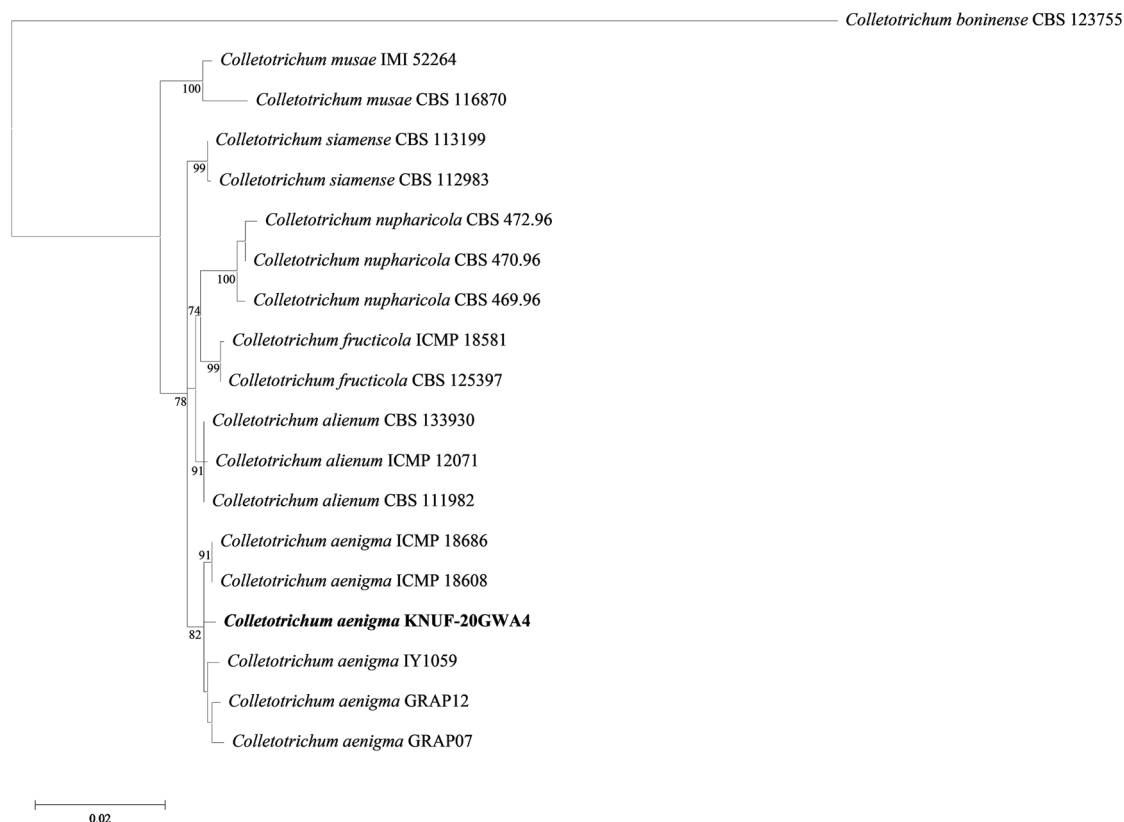 Colletotrichum boninense CBS 123755
Colletotrichum musae IMI 52264
100
Colletotrichum musae CBS 116870
Colletotrichum siamense CBS 113199
99
Colletotrichum siamense CBS 112983
Colletotrichum nupharicola CBS 472.96
Colletotrichum nupharicola CBS 470.96
100
Colletotrichum nupharicola CBS 469.96
74
Colletotrichum fructicola ICMP 18581
99
Colletotrichum fructicola CBS 125397
78
Colletotrichum alienum CBS 133930
Colletotrichum alienum ICMP 12071
91
Colletotrichum alienum CBS 111982
Colletotrichum aenigma ICMP 18686
91
Colletotrichum aenigma ICMP 18608
Colletotrichum aenigma KNUF-20GWA4
82
Colletotrichum aenigma IY1059
Colletotrichum aenigma GRAP12
Colletotrichum aenigma GRAP07
0.02